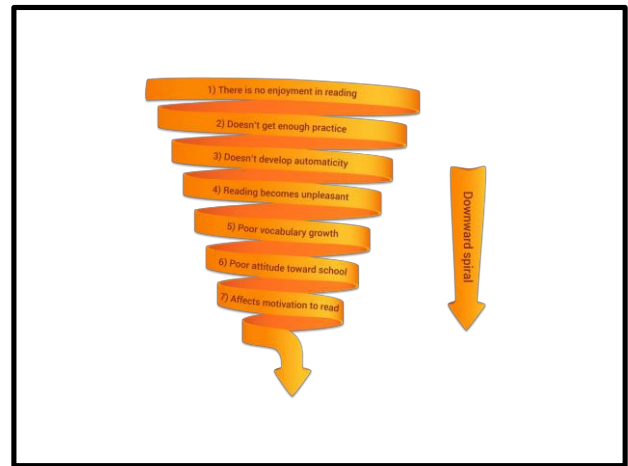 1) There is no enjoyment in reading
2) Doesn't get enough practice
3) Doesn't develop automaticity
4) Reading becomes unpleasant
5) Poor vocabulary growth
6) Poor attitude toward school
7) Affects motivation to read
Downward spiral